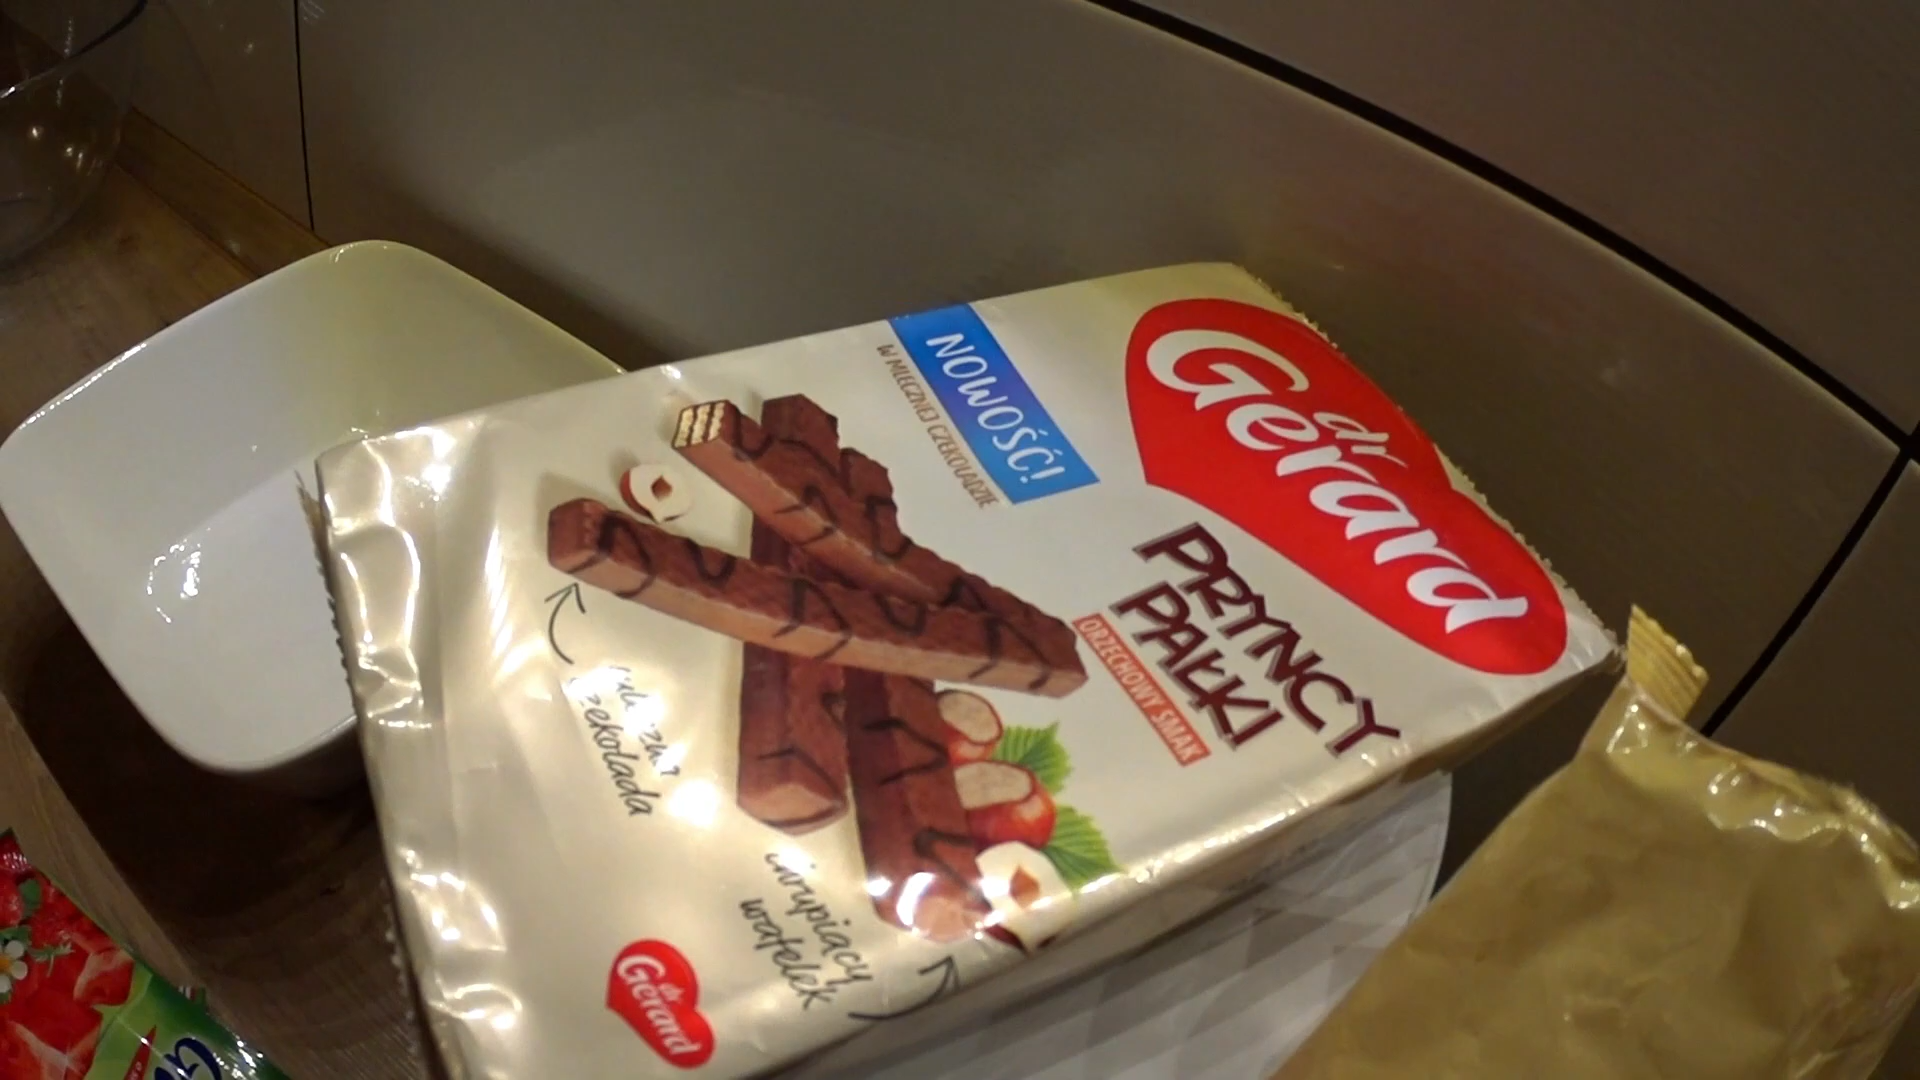 dr
Gerard
NOWOŚĆ!
W MLECZNEJ CZEKOLADZIE
PRYNCY
PAŁKI
ORZECHOWY SMAK
czekolada
chrupiący
wafelek
dr
Gerard